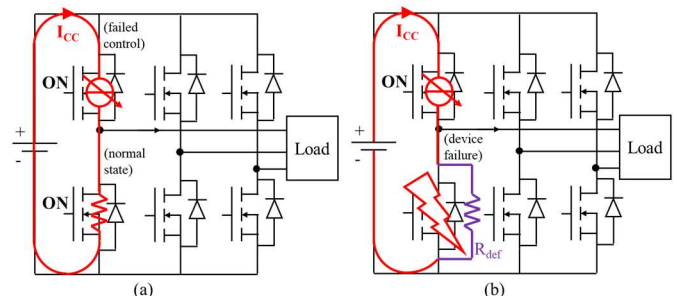 I_CC
(failed
control)
ON
+
-
(normal
state)
ON
Load
(a)
I_CC
ON
+
-
(device
failure)
Load
R_def
(b)